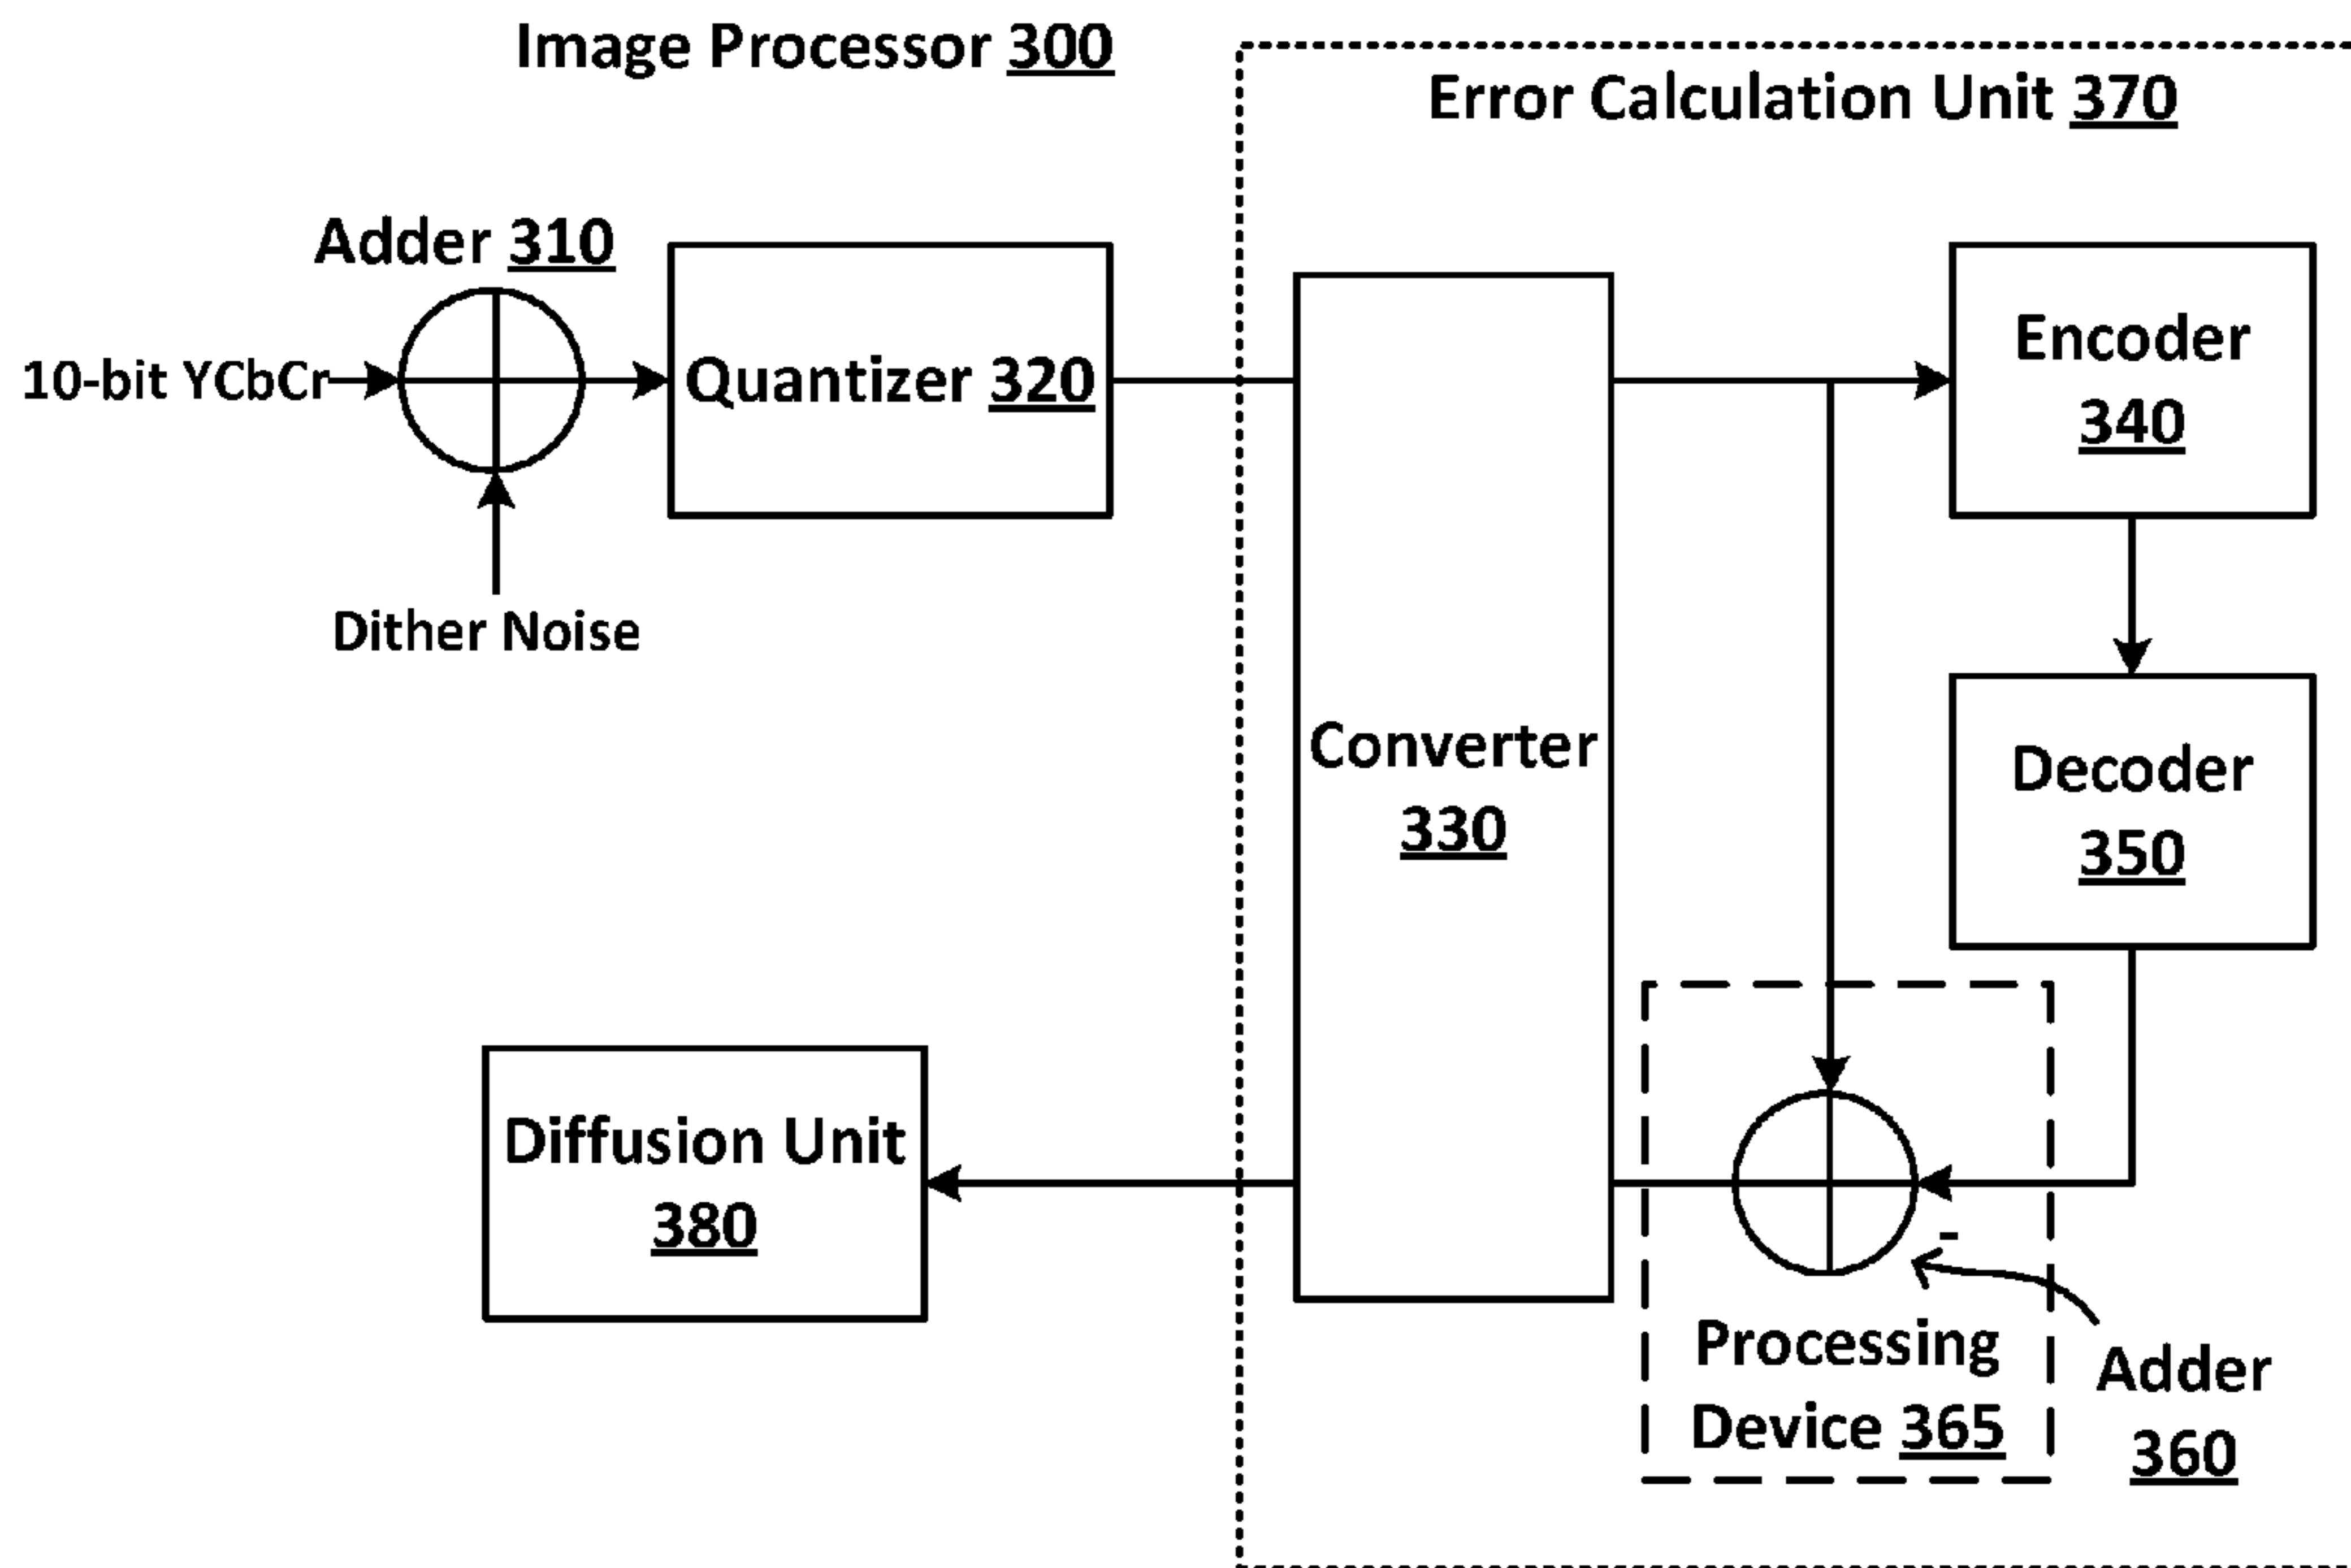 Image Processor 300
Error Calculation Unit 370
Adder 310
10-bit YCbCr
Quantizer 320
Dither Noise
Converter
330
Encoder
340
Decoder
350
Diffusion Unit
380
-
Processing
Device 365
Adder
360